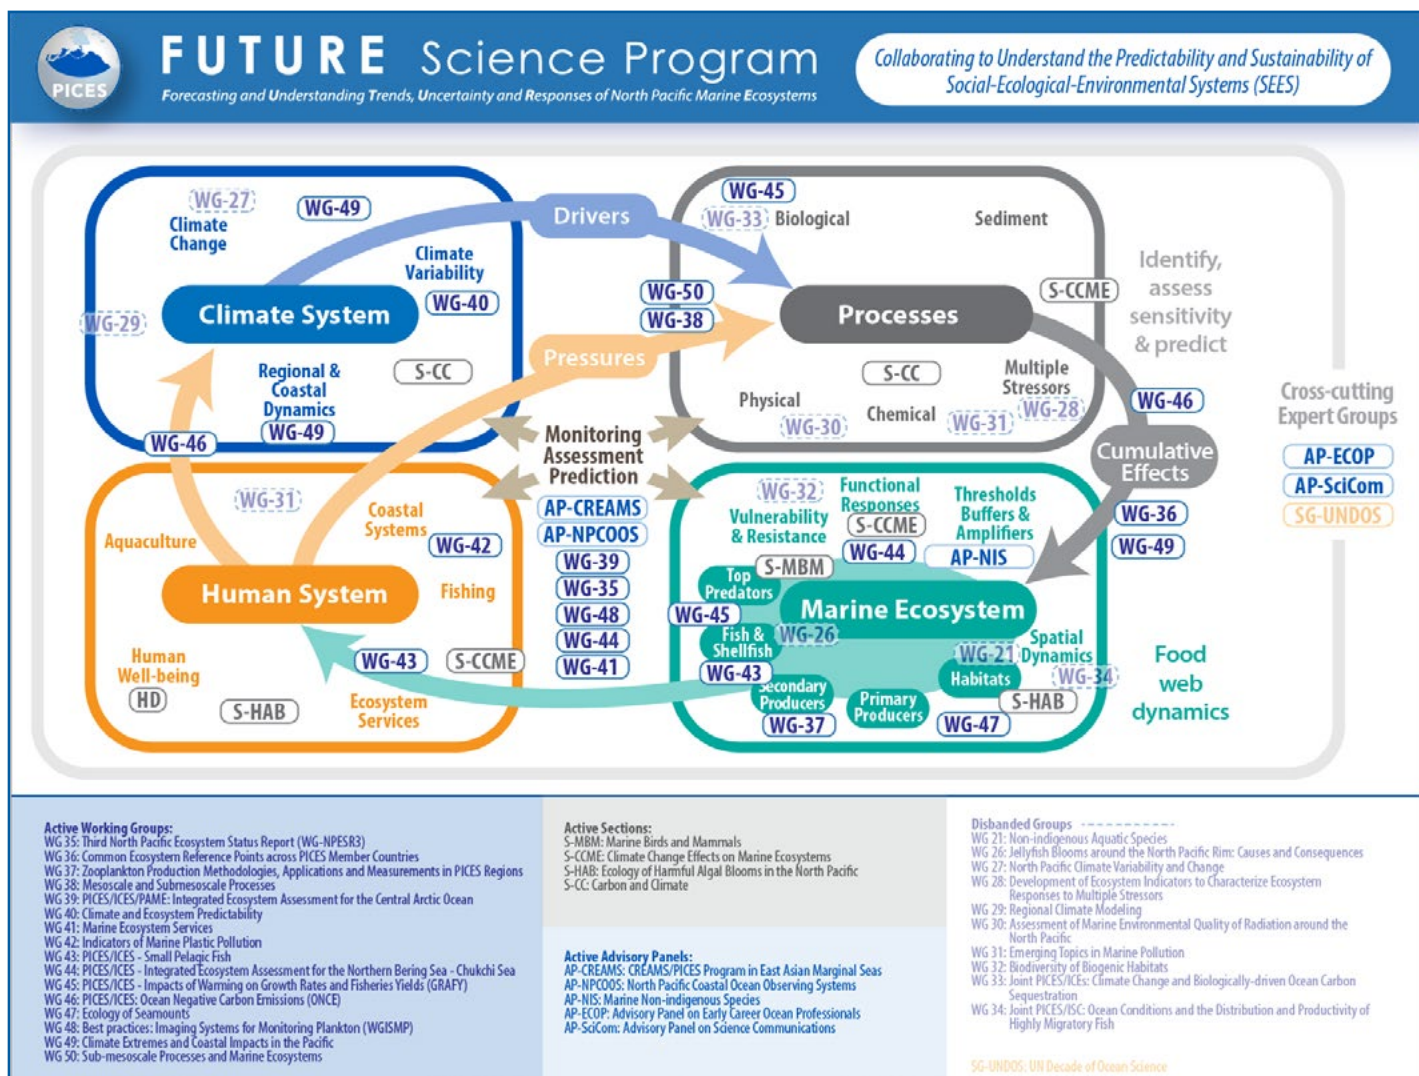 PICES
FUTURE Science Program
Forecasting and Understanding Trends, Uncertainty and Responses of North Pacific Marine Ecosystems
Collaborating to Understand the Predictability and Sustainability of
Social-Ecological-Environmental Systems (SEES)
WG-27
WG-49
Climate
Change
Climate
Variability
WG-40
Climate System
WG-29
Regional &
Coastal
Dynamics
WG-49
S-CC
WG-46
Drivers
Pressures
WG-50
WG-38
WG-45
WG-33 Biological
Sediment
S-CCME
Processes
S-CC
Multiple
Stressors
Physical
WG-30
Chemical
WG-31
WG-28
Identify,
assess
sensitivity
& predict
WG-46
Cumulative
Effects
WG-36
WG-49
Cross-cutting
Expert Groups
AP-ECOP
AP-SciCom
SG-UNDOS
Monitoring
Assessment
Prediction
AP-CREAMS
AP-NPCOOS
WG-39
WG-35
WG-48
WG-44
WG-41
WG-31
Coastal
Systems
Aquaculture
WG-42
Human System
Fishing
Human
Well-being
HD
S-HAB
WG-43
S-CCME
Ecosystem
Services
WG-32
Vulnerability
& Resistance
Functional
Responses
S-CCME
WG-44
Thresholds
Buffers &
Amplifiers
AP-NIS
S-MBM
Top
Predators
WG-45
Marine Ecosystem
Fish &
Shellfish
WG-26
WG-43
Secondary
Producers
WG-37
Primary
Producers
WG-21
Habitats
Spatial
Dynamics
WG-34
S-HAB
WG-47
Food
web
dynamics
Active Working Groups:
WG 35: Third North Pacific Ecosystem Status Report (WG-NPESR3)
WG 36: Common Ecosystem Reference Points across PICES Member Countries
WG 37: Zooplankton Production Methodologies, Applications and Measurements in PICES Regions
WG 38: Mesoscale and Submesoscale Processes
WG 39: PICES/ICES/PAME: Integrated Ecosystem Assessment for the Central Arctic Ocean
WG 40: Climate and Ecosystem Predictability
WG 41: Marine Ecosystem Services
WG 42: Indicators of Marine Plastic Pollution
WG 43: PICES/ICES - Small Pelagic Fish
WG 44: PICES/ICES - Integrated Ecosystem Assessment for the Northern Bering Sea - Chukchi Sea
WG 45: PICES/ICES - Impacts of Warming on Growth Rates and Fisheries Yields (GRAFY)
WG 46: PICES/ICES: Ocean Negative Carbon Emissions (ONCE)
WG 47: Ecology of Seamounts
WG 48: Best practices: Imaging Systems for Monitoring Plankton (WGISMP)
WG 49: Climate Extremes and Coastal Impacts in the Pacific
WG 50: Sub-mesoscale Processes and Marine Ecosystems
Active Sections:
S-MBM: Marine Birds and Mammals
S-CCME: Climate Change Effects on Marine Ecosystems
S-HAB: Ecology of Harmful Algal Blooms in the North Pacific
S-CC: Carbon and Climate
Active Advisory Panels:
AP-CREAMS: CREAMS/PICES Program in East Asian Marginal Seas
AP-NPCOOS: North Pacific Coastal Ocean Observing Systems
AP-NIS: Marine Non-indigenous Species
AP-ECOP: Advisory Panel on Early Career Ocean Professionals
AP-SciCom: Advisory Panel on Science Communications
Disbanded Groups
WG 21: Non-indigenous Aquatic Species
WG 26: Jellyfish Blooms around the North Pacific Rim: Causes and Consequences
WG 27: North Pacific Climate Variability and Change
WG 28: Development of Ecosystem Indicators to Characterize Ecosystem
Responses to Multiple Stressors
WG 29: Regional Climate Modeling
WG 30: Assessment of Marine Environmental Quality of Radiation around the
North Pacific
WG 31: Emerging Topics in Marine Pollution
WG 32: Biodiversity of Biogenic Habitats
WG 33: Joint PICES/ICEs: Climate Change and Biologically-driven Ocean Carbon
Sequestration
WG 34: Joint PICES/ISC: Ocean Conditions and the Distribution and Productivity of
Highly Migratory Fish
SG-UNDOS: UN Decade of Ocean Science